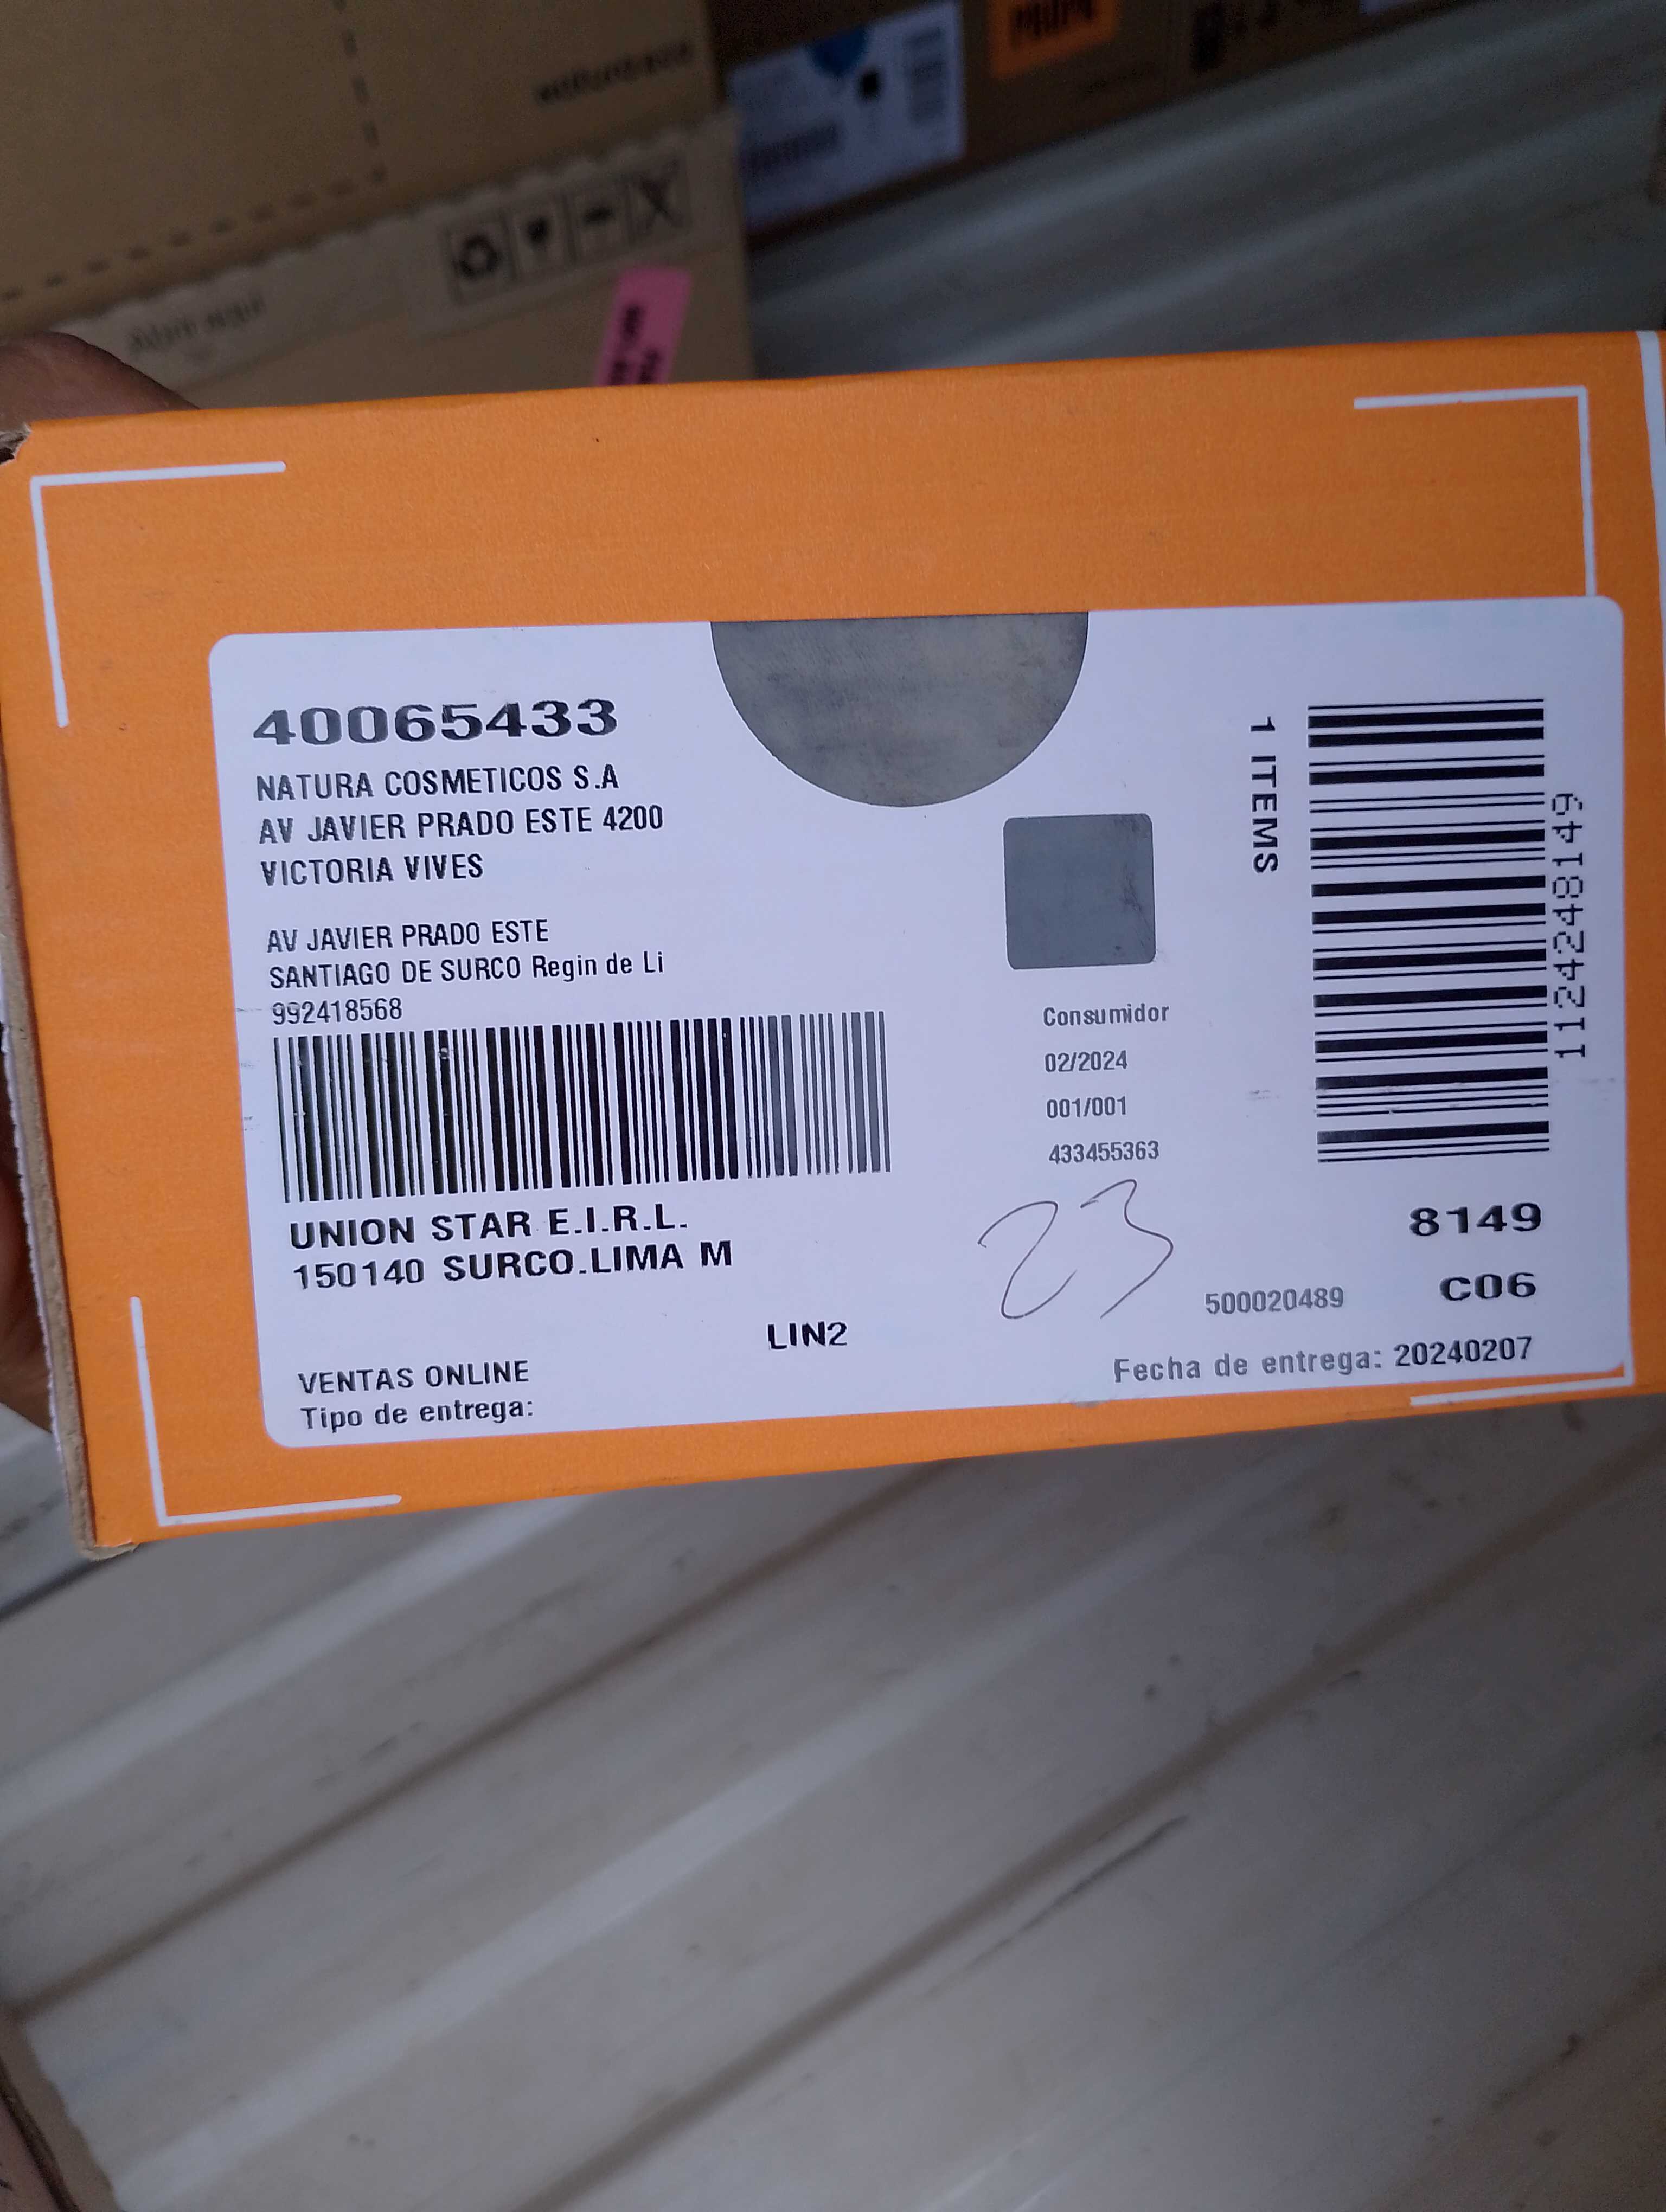 40065433
NATURA COSMETICOS S.A
AV JAVIER PRADO ESTE 4200
VICTORIA VIVES
AV JAVIER PRADO ESTE
SANTIAGO DE SURCO Regin de Li
992418568
UNION STAR E.I.R.L.
150140 SURCO.LIMA M
LIN2
VENTAS ONLINE
Tipo de entrega:
Consumidor
02/2024
001/001
433455363
23
1 ITEMS
1124248149
8149
500020489
C06
Fecha de entrega: 20240207